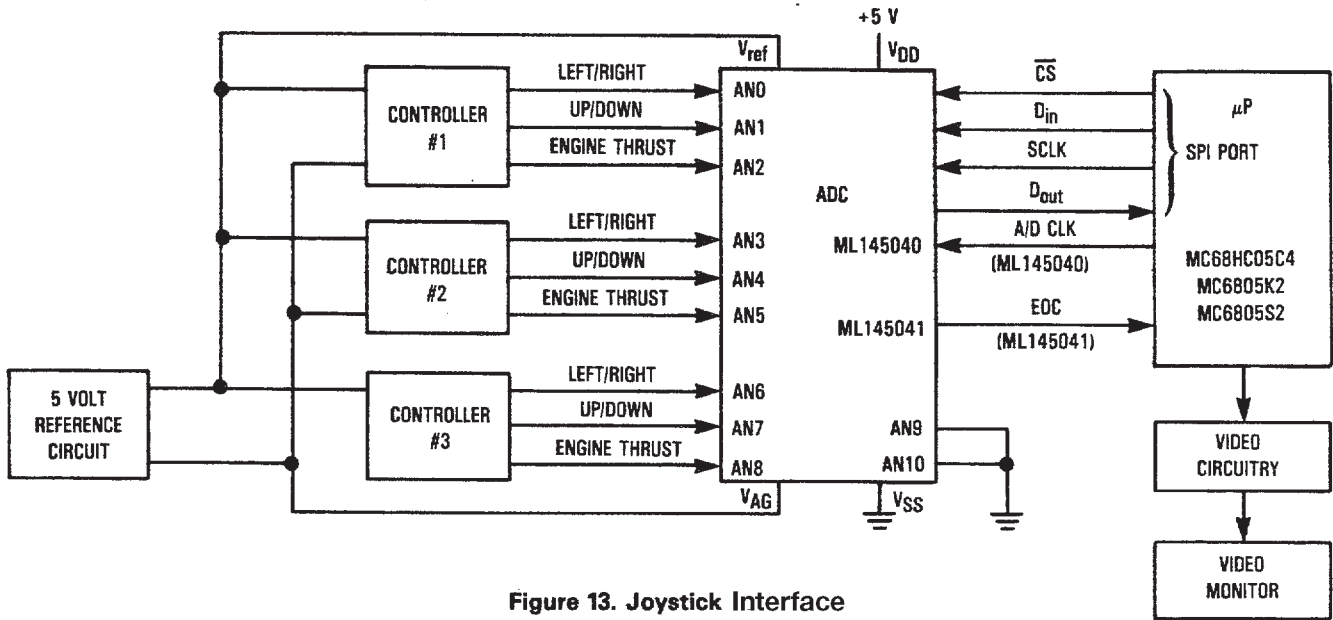 +5 V
Vref
VDD
CONTROLLER
#1
LEFT/RIGHT
UP/DOWN
ENGINE THRUST
AN0
AN1
AN2
CONTROLLER
#2
LEFT/RIGHT
UP/DOWN
ENGINE THRUST
AN3
AN4
AN5
5 VOLT
REFERENCE
CIRCUIT
CONTROLLER
#3
LEFT/RIGHT
UP/DOWN
ENGINE THRUST
AN6
AN7
AN8
VAG
ADC
ML145040
ML145041
AN9
AN10
VSS
CS
Din
SCLK
Dout
A/D CLK
(ML145040)
EOC
(ML145041)
μP
SPI PORT
MC68HC05C4
MC6805K2
MC6805S2
VIDEO
CIRCUITRY
VIDEO
MONITOR
Figure 13. Joystick Interface